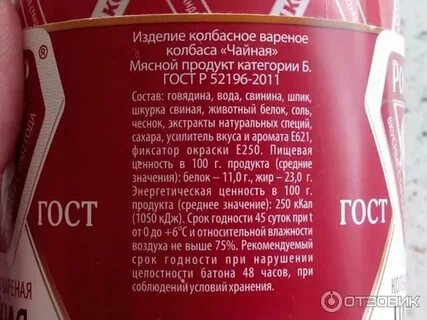 Изделие колбасное вареное
колбаса «Чайная»
Мясной продукт категории Б.
ГОСТ Р 52196-2011
Состав: говядина, вода, свинина, шпик,
шкурка свиная, животный белок, соль,
чеснок, экстракты натуральных специй,
сахара, усилитель вкуса и аромата Е621,
фиксатор окраски Е250. Пищевая
ценность в 100 г. продукта (средние
значения): белок – 11,0 г., жир – 23,0 г.
Энергетическая ценность в 100 г.
продукта (средние значения): 250 кКал
(1050 кДж). Срок годности 45 суток при t
от 0 до +6°С и относительной влажности
воздуха не выше 75%. Рекомендуемый
срок годности при нарушении
целостности батона 48 часов, при
соблюдении условий хранения.
ГОСТ
ГОСТ
®
ОТЗОВИК